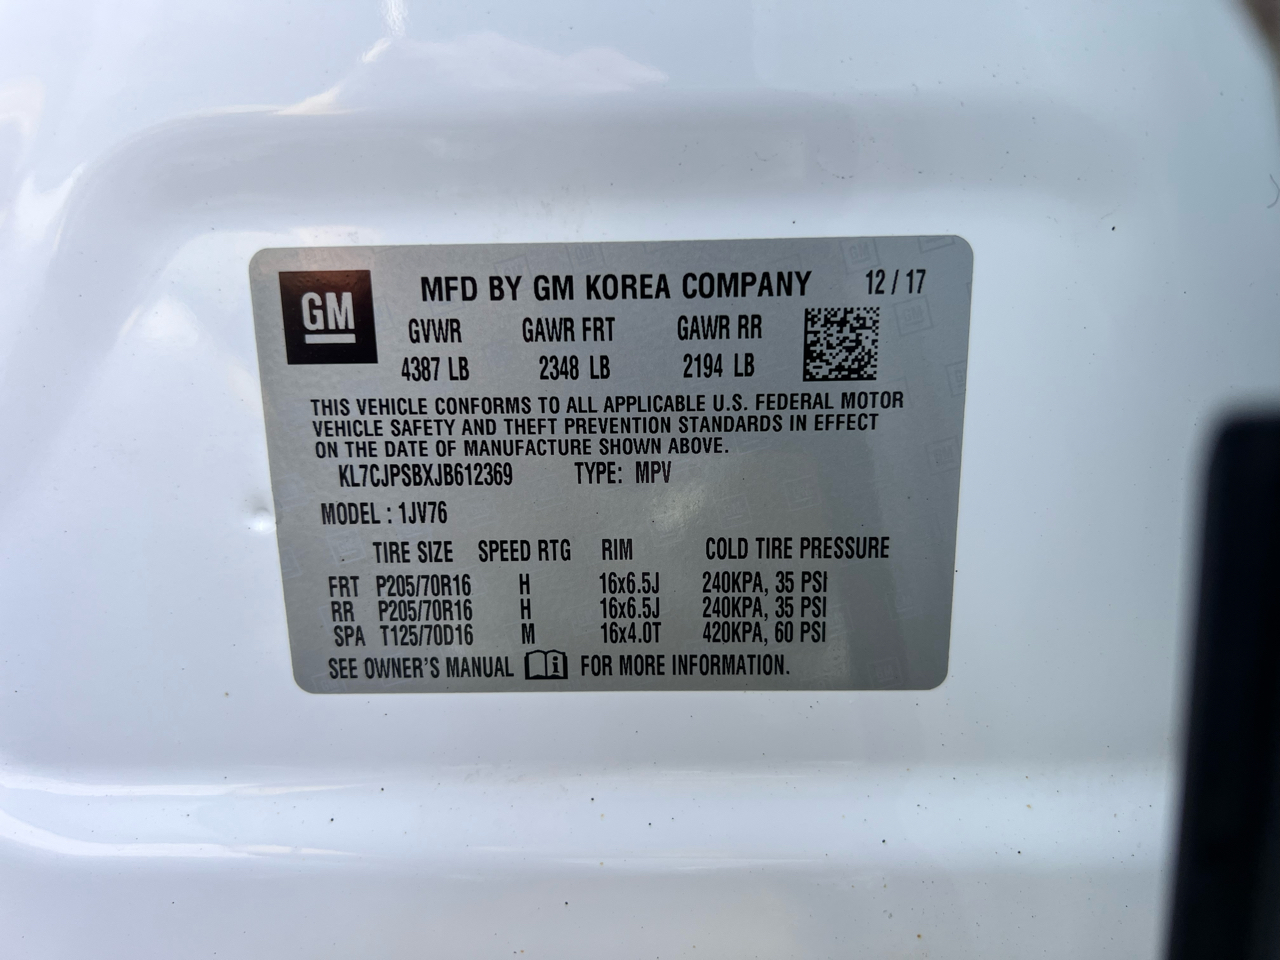 GM
MFD BY GM KOREA COMPANY 12/17
GVWR GAWR FRT GAWR RR
4387 LB 2348 LB 2194 LB
THIS VEHICLE CONFORMS TO ALL APPLICABLE U.S. FEDERAL MOTOR
VEHICLE SAFETY AND THEFT PREVENTION STANDARDS IN EFFECT
ON THE DATE OF MANUFACTURE SHOWN ABOVE.
KL7CJPSBXJB612369 TYPE: MPV
MODEL : 1JV76
TIRE SIZE SPEED RTG RIM COLD TIRE PRESSURE
FRT P205/70R16 H 16x6.5J 240KPA, 35 PSI
RR P205/70R16 H 16x6.5J 240KPA, 35 PSI
SPA T125/70D16 M 16x4.0T 420KPA, 60 PSI
SEE OWNER'S MANUAL i FOR MORE INFORMATION.